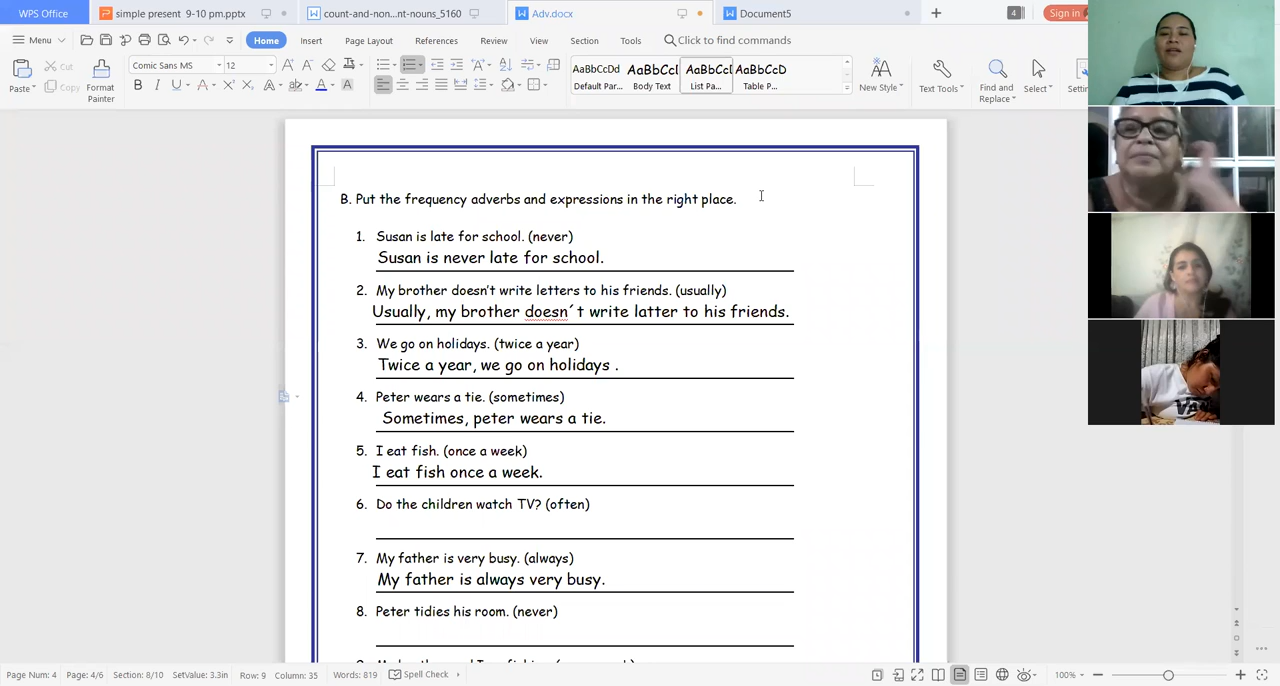 WPS Office simple present 9-10 pm.pptx count-and-non...nt-nouns_5160 Adv.docx Document5 + 4 Sign in
Menu Home Insert Page Layout References Review View Section Tools Click to find commands
Paste Cut Copy Format Painter Comic Sans MS 12 AaBbCcDd AaBbCcI AaBbCcI AaBbCcD Default Par... Body Text List Pa... Table P... New Style Text Tools Find and Replace Select
B. Put the frequency adverbs and expressions in the right place.
1. Susan is late for school. (never)
Susan is never late for school.
2. My brother doesn't write letters to his friends. (usually)
Usually, my brother doesn´t write latter to his friends.
3. We go on holidays. (twice a year)
Twice a year, we go on holidays .
4. Peter wears a tie. (sometimes)
Sometimes, peter wears a tie.
5. I eat fish. (once a week)
I eat fish once a week.
6. Do the children watch TV? (often)
7. My father is very busy. (always)
My father is always very busy.
8. Peter tidies his room. (never)
Page Num: 4 Page: 4/6 Section: 8/10 SetValue: 3.3in Row: 9 Column: 35 Words: 819 Spell Check 100%